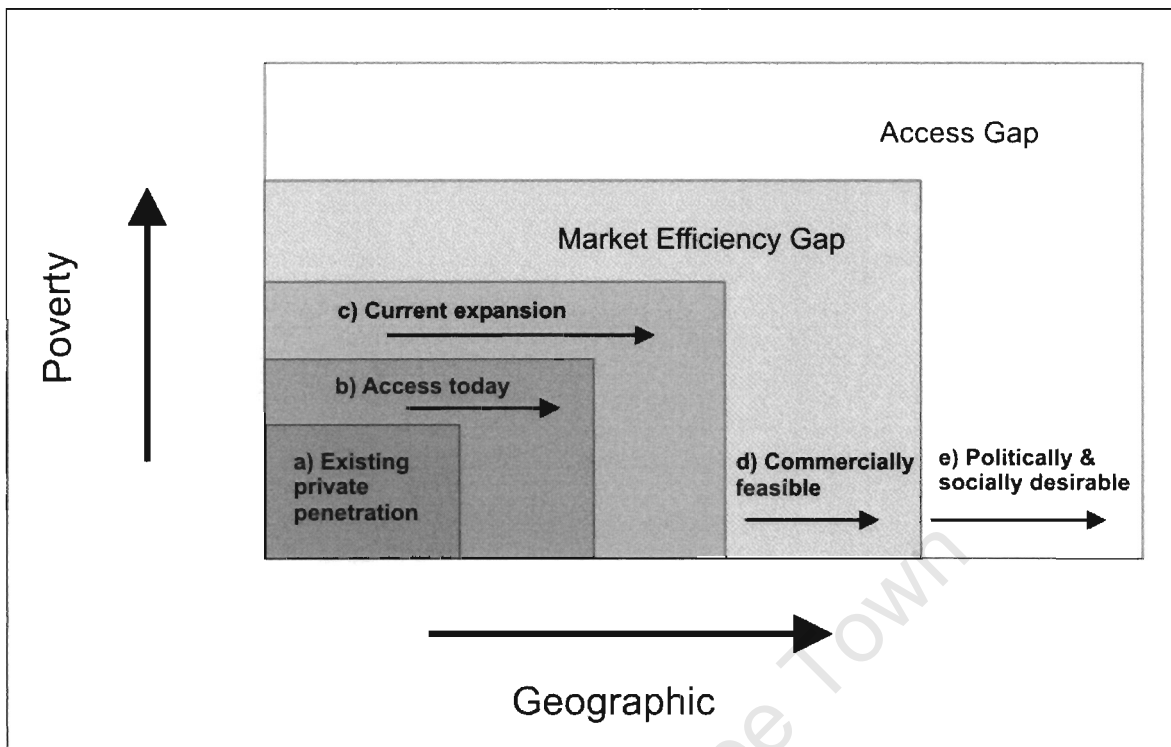 Access Gap
Market Efficiency Gap
Poverty
c) Current expansion
b) Access today
a) Existing
private
penetration
d) Commercially
feasible
e) Politically &
socially desirable
Geographic
Town